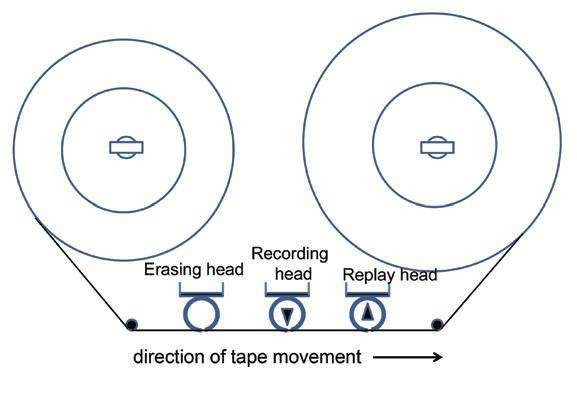 Erasing head
Recording
head
Replay head
direction of tape movement